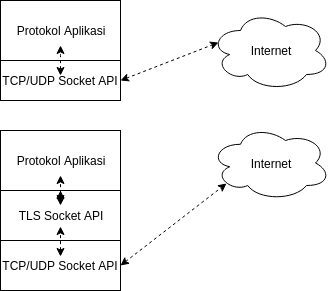 Protokol Aplikasi
TCP/UDP Socket API
Internet
Protokol Aplikasi
TLS Socket API
TCP/UDP Socket API
Internet